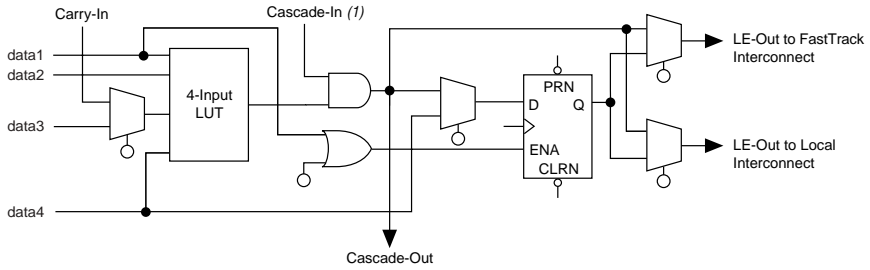 Carry-In
Cascade-In (1)
data1
data2
data3
data4
4-Input
LUT
PRN
D
Q
ENA
CLRN
LE-Out to FastTrack
Interconnect
LE-Out to Local
Interconnect
Cascade-Out